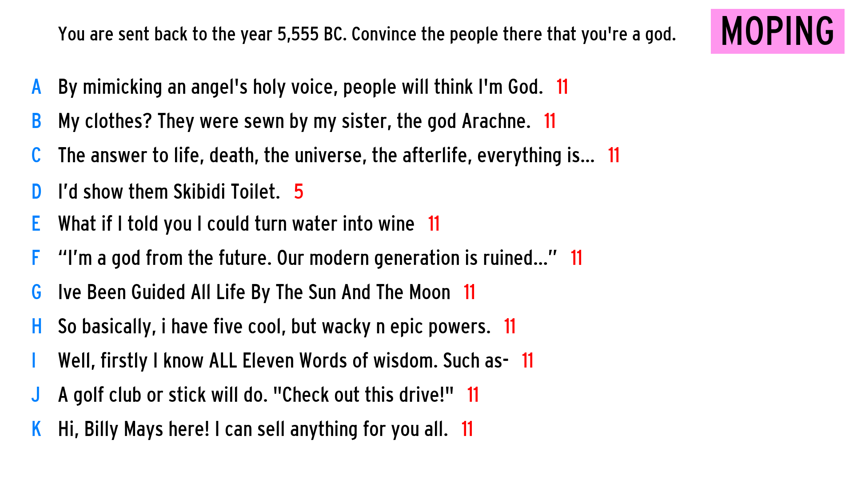 You are sent back to the year 5,555 BC. Convince the people there that you're a god.
MOPING
A By mimicking an angel's holy voice, people will think I'm God. 11
B My clothes? They were sewn by my sister, the god Arachne. 11
C The answer to life, death, the universe, the afterlife, everything is... 11
D I’d show them Skibidi Toilet. 5
E What if I told you I could turn water into wine 11
F “I’m a god from the future. Our modern generation is ruined...” 11
G Ive Been Guided All Life By The Sun And The Moon 11
H So basically, i have five cool, but wacky n epic powers. 11
I Well, firstly I know ALL Eleven Words of wisdom. Such as- 11
J A golf club or stick will do. "Check out this drive!" 11
K Hi, Billy Mays here! I can sell anything for you all. 11